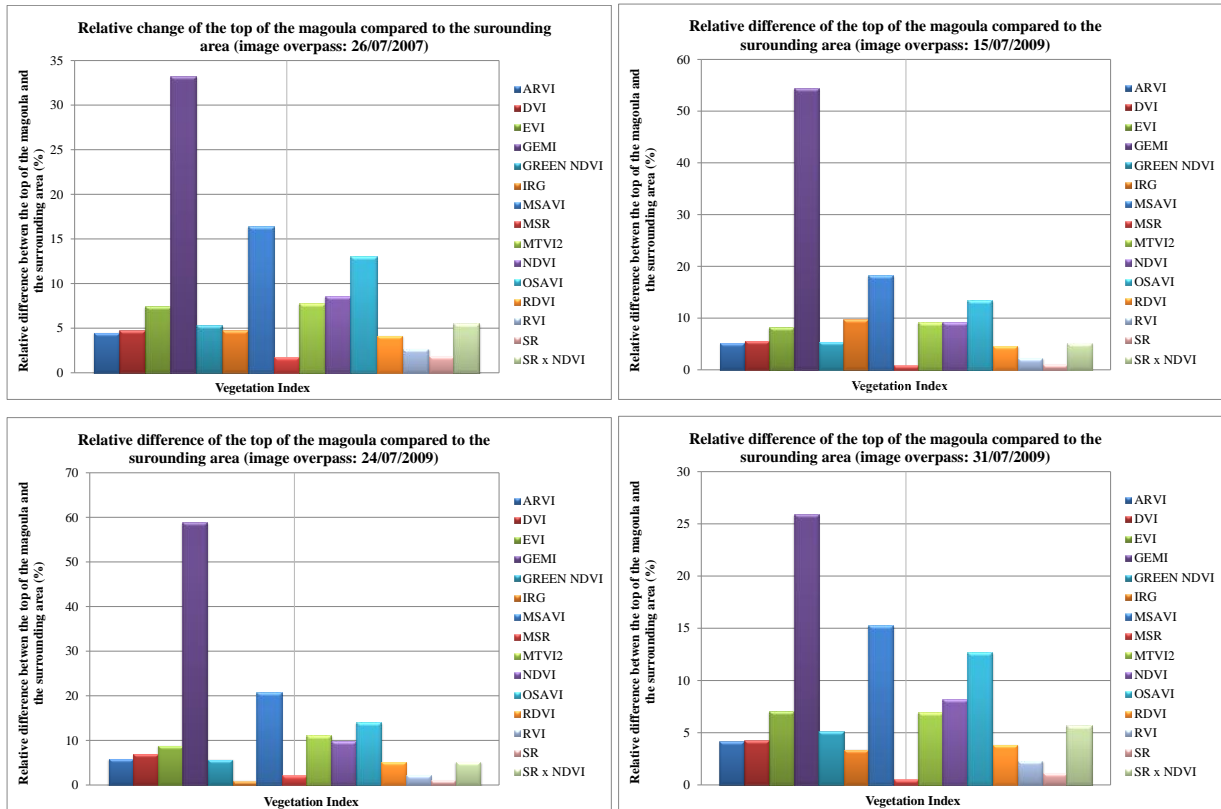 Relative change of the top of the magoula compared to the surounding
area (image overpass: 26/07/2007)
Relative difference betwen the top of the magoula and
the surrounding area (%)
35
30
25
20
15
10
5
0
Vegetation Index
ARVI
DVI
EVI
GEMI
GREEN NDVI
IRG
MSAVI
MSR
MTVI2
NDVI
OSAVI
RDVI
RVI
SR
SR x NDVI
Relative difference of the top of the magoula compared to the
surounding area (image overpass: 15/07/2009)
Relative difference betwen the top of the magoula and
the surrounding area (%)
60
50
40
30
20
10
0
Vegetation Index
ARVI
DVI
EVI
GEMI
GREEN NDVI
IRG
MSAVI
MSR
MTVI2
NDVI
OSAVI
RDVI
RVI
SR
SR x NDVI
Relative difference of the top of the magoula compared to the
surounding area (image overpass: 24/07/2009)
Relative difference betwen the top of the magoula and
the surrounding area (%)
70
60
50
40
30
20
10
0
Vegetation Index
ARVI
DVI
EVI
GEMI
GREEN NDVI
IRG
MSAVI
MSR
MTVI2
NDVI
OSAVI
RDVI
RVI
SR
SR x NDVI
Relative difference of the top of the magoula compared to the
surounding area (image overpass: 31/07/2009)
Relative difference betwen the top of the magoula and
the surrounding area (%)
30
25
20
15
10
5
0
Vegetation Index
ARVI
DVI
EVI
GEMI
GREEN NDVI
IRG
MSAVI
MSR
MTVI2
NDVI
OSAVI
RDVI
RVI
SR
SR x NDVI